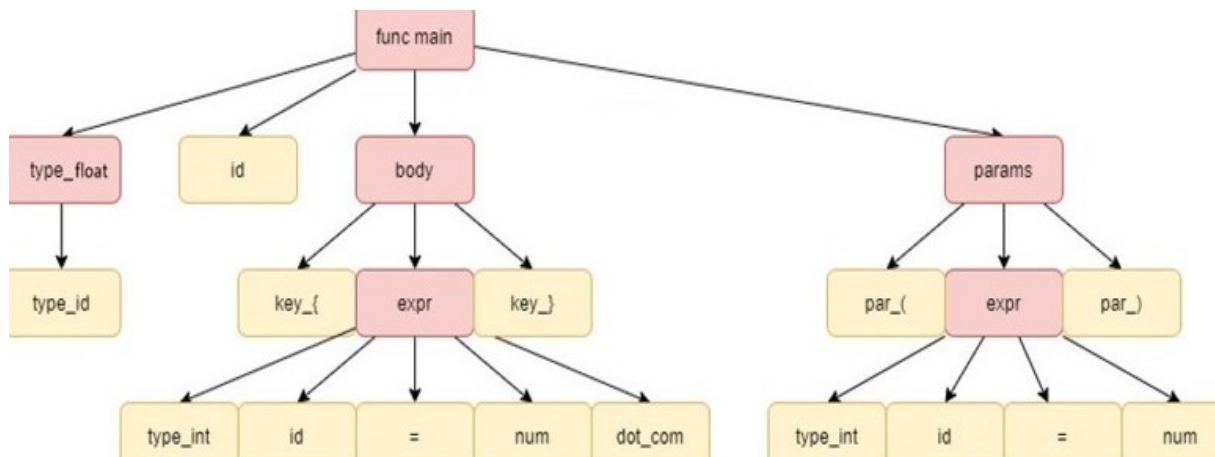 func main
type_float id body params
type_id key_{ expr key_} par_( expr par_)
type_int id = num dot_com type_int id = num